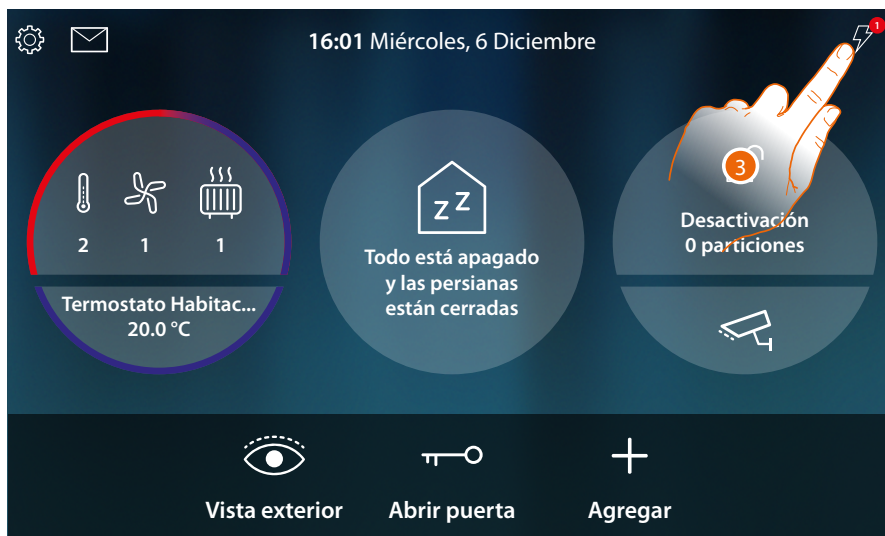 16:01 Miércoles, 6 Diciembre
1
2 1 1
Termostato Habitac...
20.0 °C
z Z
Todo está apagado
y las persianas
están cerradas
3
Desactivación
0 particiones
Vista exterior
Abrir puerta
Agregar